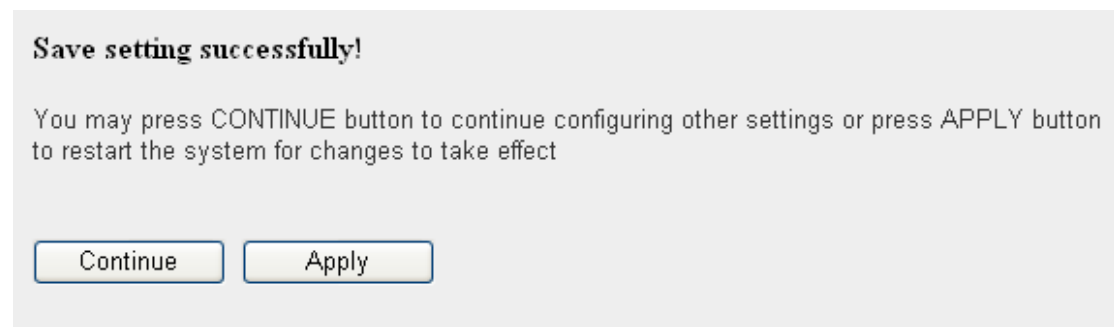 Save setting successfully!
You may press CONTINUE button to continue configuring other settings or press APPLY button
to restart the system for changes to take effect
Continue Apply